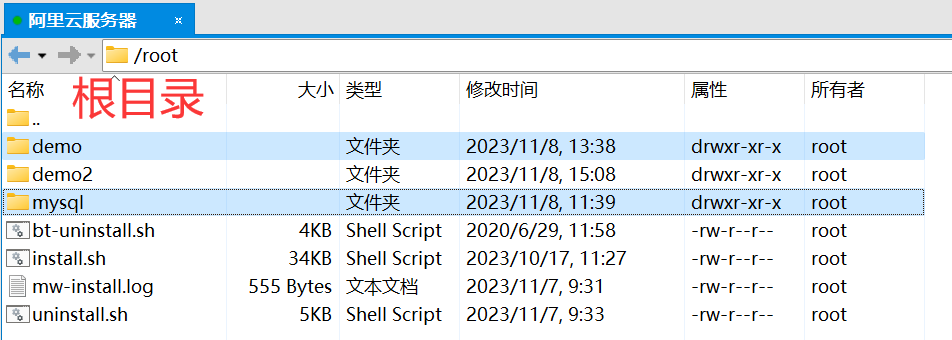 阿里云服务器 ×
/root
名称 大小 类型 修改时间 属性 所有者
根目录
..
demo 文件夹 2023/11/8, 13:38 drwxr-xr-x root
demo2 文件夹 2023/11/8, 15:08 drwxr-xr-x root
mysql 文件夹 2023/11/8, 11:39 drwxr-xr-x root
bt-uninstall.sh 4KB Shell Script 2020/6/29, 11:58 -rw-r--r-- root
install.sh 34KB Shell Script 2023/10/17, 11:27 -rw-r--r-- root
mw-install.log 555 Bytes 文本文档 2023/11/7, 9:31 -rw-r--r-- root
uninstall.sh 5KB Shell Script 2023/11/7, 9:33 -rw-r--r-- root